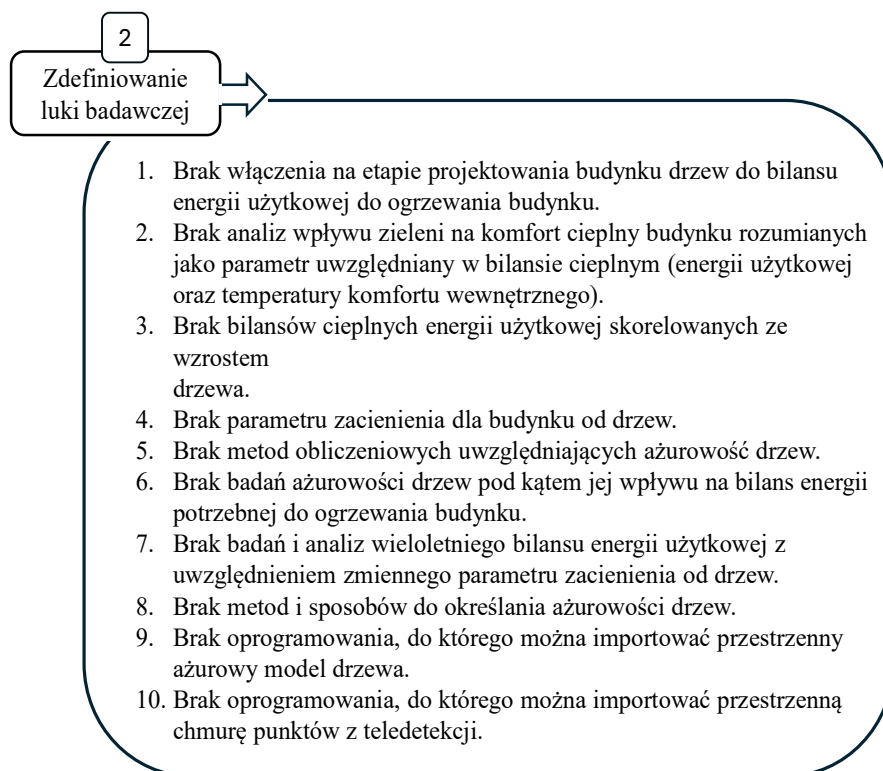 2
Zdefiniowanie
luki badawczej
1. Brak włączenia na etapie projektowania budynku drzew do bilansu
energii użytkowej do ogrzewania budynku.
2. Brak analiz wpływu zieleni na komfort cieplny budynku rozumianych
jako parametr uwzględniany w bilansie cieplnym (energii użytkowej
oraz temperatury komfortu wewnętrznego).
3. Brak bilansów cieplnych energii użytkowej skorelowanych ze
wzrostem
drzewa.
4. Brak parametru zacienienia dla budynku od drzew.
5. Brak metod obliczeniowych uwzględniających ażurowość drzew.
6. Brak badań ażurowości drzew pod kątem jej wpływu na bilans energii
potrzebnej do ogrzewania budynku.
7. Brak badań i analiz wieloletniego bilansu energii użytkowej z
uwzględnieniem zmiennego parametru zacienienia od drzew.
8. Brak metod i sposobów do określania ażurowości drzew.
9. Brak oprogramowania, do którego można importować przestrzenny
ażurowy model drzewa.
10. Brak oprogramowania, do którego można importować przestrzenną
chmurę punktów z teledetekcji.